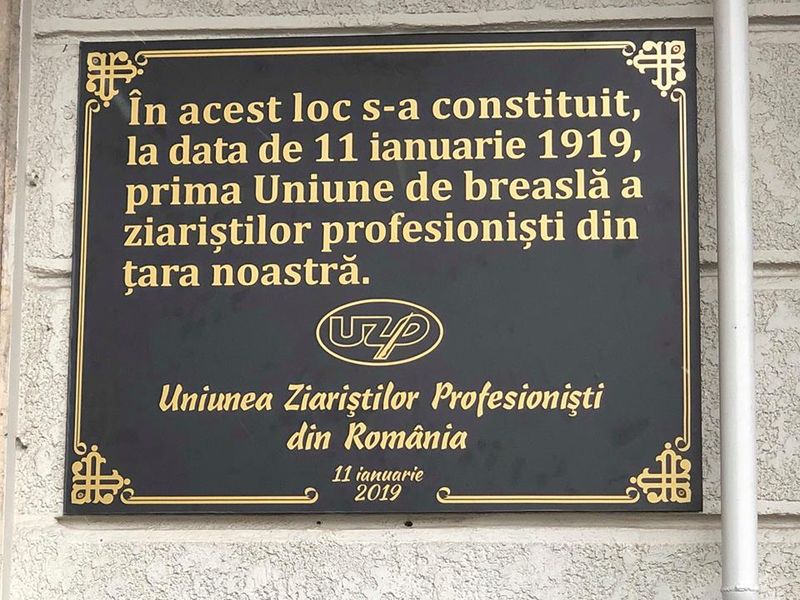 În acest loc s-a constituit,
la data de 11 ianuarie 1919,
prima Uniune de breaslă a
ziariștilor profesioniști din
țara noastră.
UZP
Uniunea Ziariştilor Profesionişti
din România
11 ianuarie
2019